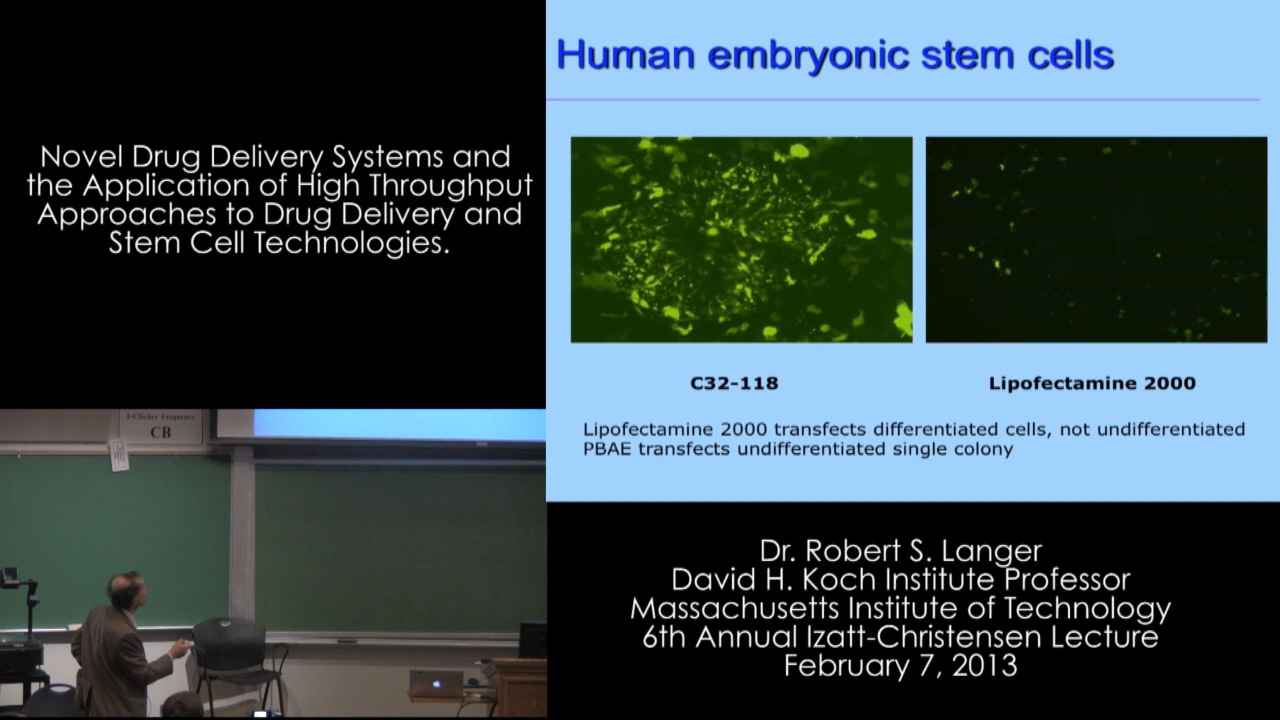 Novel Drug Delivery Systems and
the Application of High Throughput
Approaches to Drug Delivery and
Stem Cell Technologies.
Human embryonic stem cells
C32-118
Lipofectamine 2000
Lipofectamine 2000 transfects differentiated cells, not undifferentiated
PBAE transfects undifferentiated single colony
I-Clicker Frequency
CB
Dr. Robert S. Langer
David H. Koch Institute Professor
Massachusetts Institute of Technology
6th Annual Izatt-Christensen Lecture
February 7, 2013